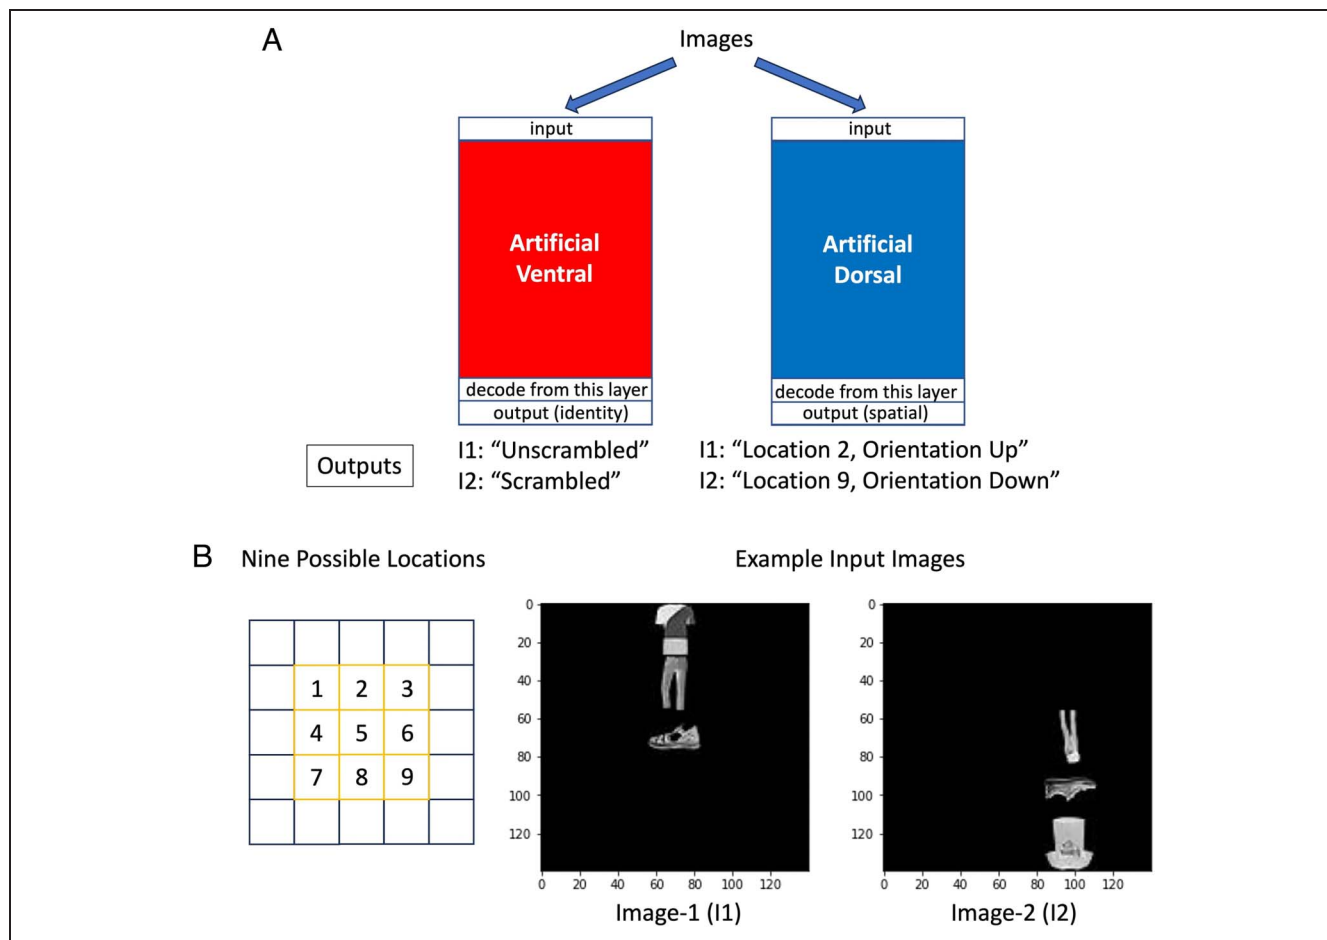 A
Images
input
input
Artificial
Ventral
Artificial
Dorsal
decode from this layer
decode from this layer
output (identity)
output (spatial)
Outputs
I1: “Unscrambled”
I2: “Scrambled”
I1: “Location 2, Orientation Up”
I2: “Location 9, Orientation Down”
B
Nine Possible Locations
Example Input Images
1 2 3
4 5 6
7 8 9
0
20
40
60
80
100
120
0 20 40 60 80 100 120
Image-1 (I1)
0
20
40
60
80
100
120
0 20 40 60 80 100 120
Image-2 (I2)